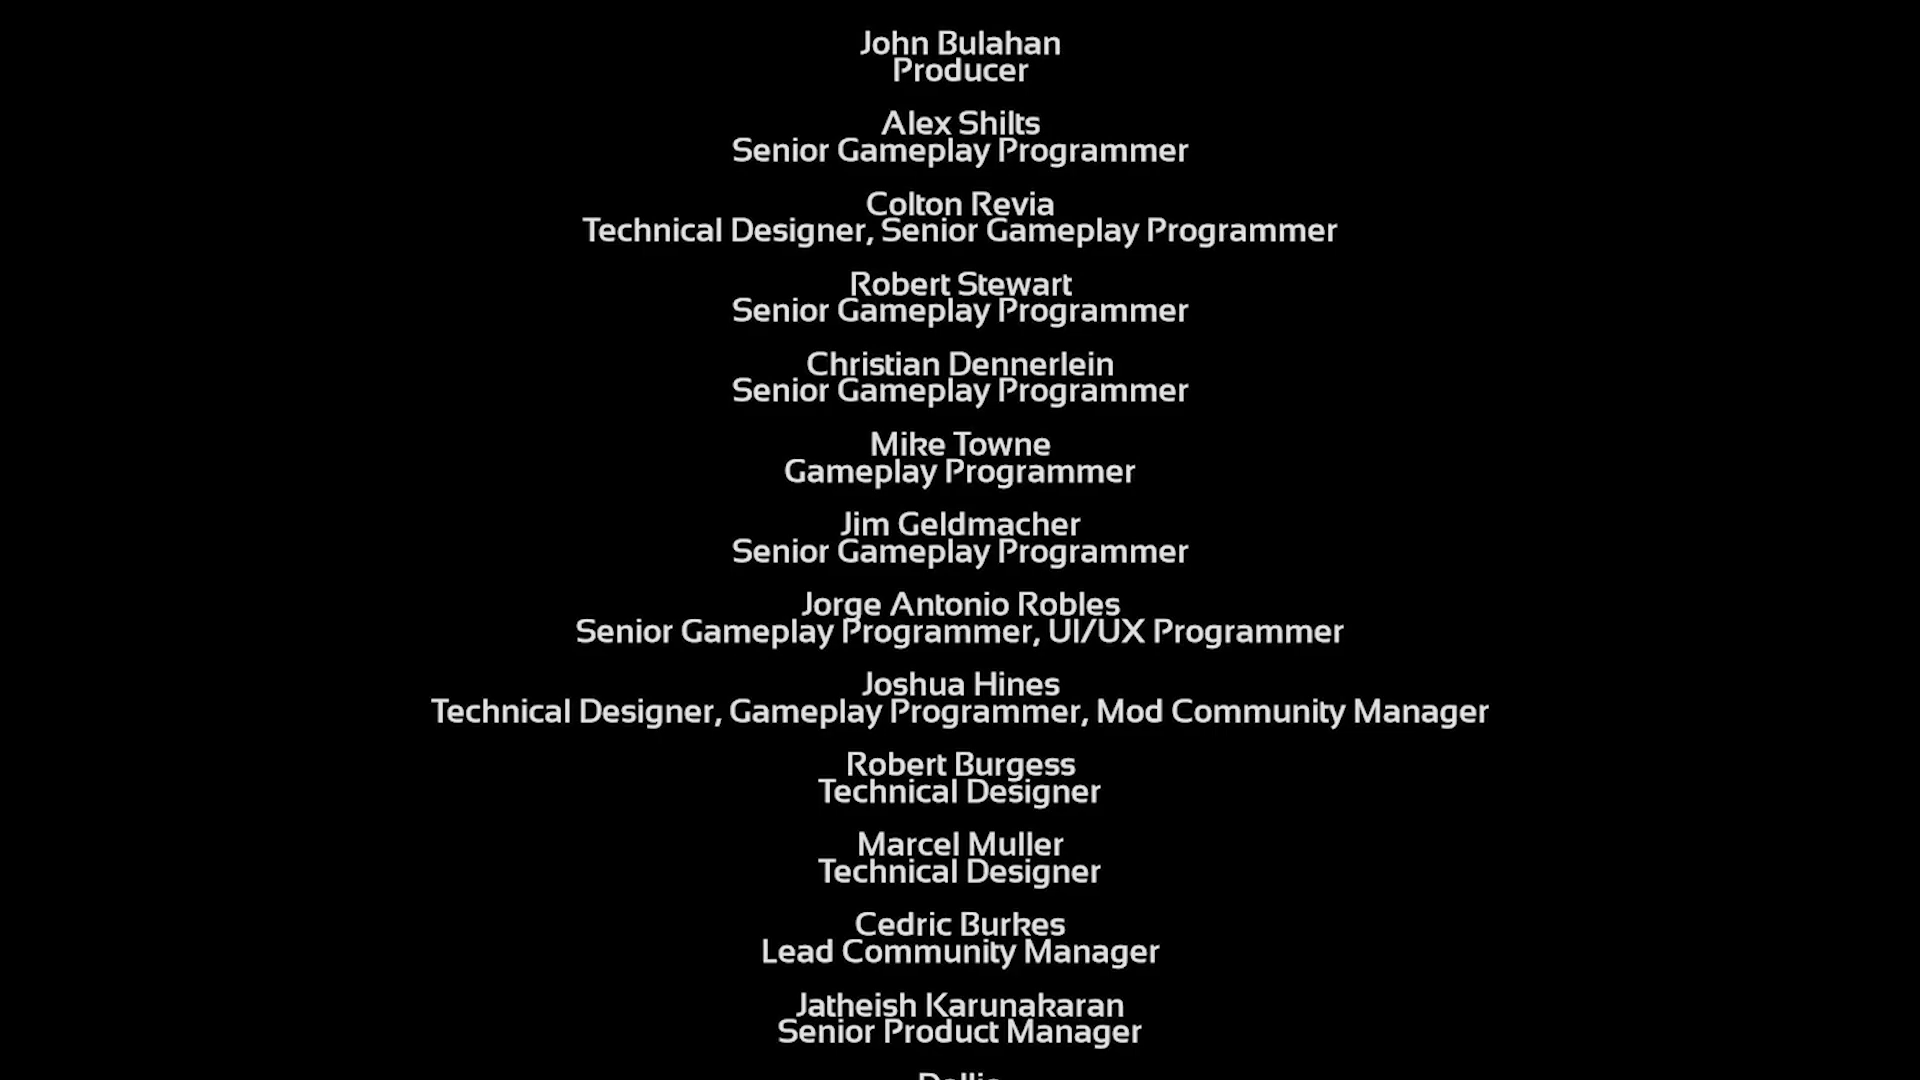 John Bulahan
Producer
Alex Shilts
Senior Gameplay Programmer
Colton Revia
Technical Designer, Senior Gameplay Programmer
Robert Stewart
Senior Gameplay Programmer
Christian Dennerlein
Senior Gameplay Programmer
Mike Towne
Gameplay Programmer
Jim Geldmacher
Senior Gameplay Programmer
Jorge Antonio Robles
Senior Gameplay Programmer, UI/UX Programmer
Joshua Hines
Technical Designer, Gameplay Programmer, Mod Community Manager
Robert Burgess
Technical Designer
Marcel Muller
Technical Designer
Cedric Burkes
Lead Community Manager
Jatheish Karunakaran
Senior Product Manager